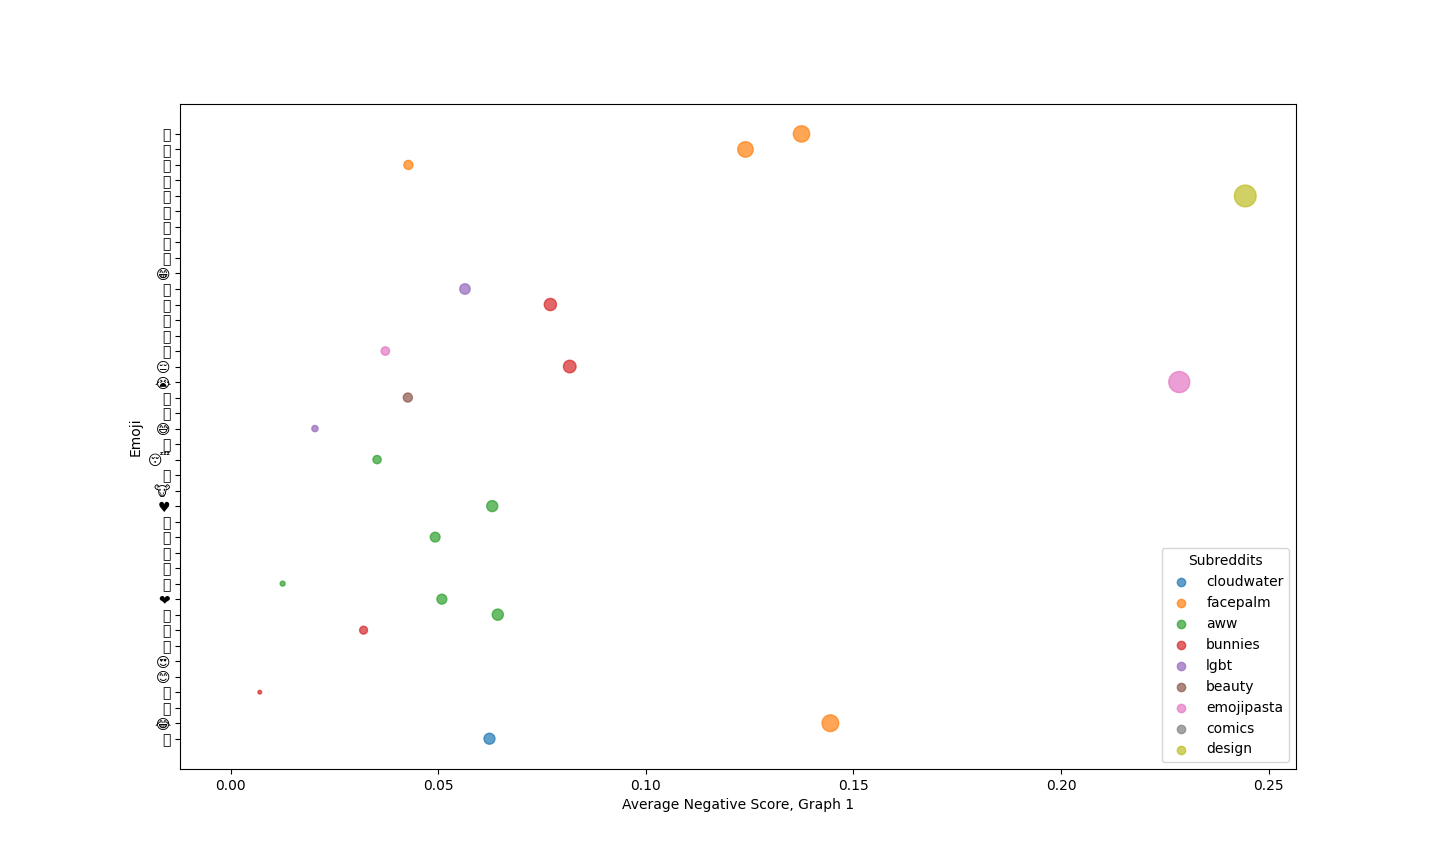 Emoji
😁
😔
😭
😄
😴
♥
❤
😍
😊
😂
0.00
0.05
0.10
0.15
0.20
0.25
Average Negative Score, Graph 1
Subreddits
cloudwater
facepalm
aww
bunnies
lgbt
beauty
emojipasta
comics
design